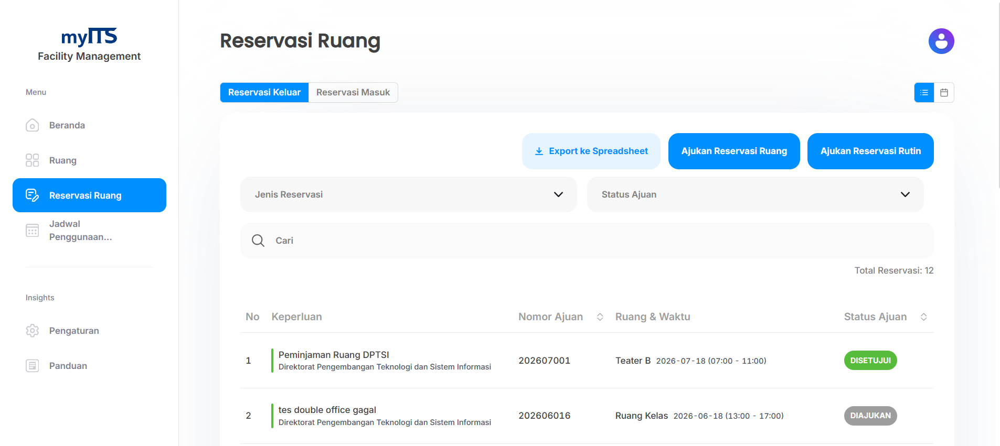 myITS
Facility Management
Menu
Beranda
Ruang
Reservasi Ruang
Jadwal
Penggunaan...
Insights
Pengaturan
Panduan
Reservasi Ruang
Reservasi Keluar
Reservasi Masuk
Export ke Spreadsheet
Ajukan Reservasi Ruang
Ajukan Reservasi Rutin
Jenis Reservasi
Status Ajuan
Cari
Total Reservasi: 12
No Keperluan Nomor Ajuan Ruang & Waktu Status Ajuan
1 Peminjaman Ruang DPTSI
Direktorat Pengembangan Teknologi dan Sistem Informasi
202607001
Teater B 2026-07-18 (07:00 - 11:00)
DISETUJUI
2 tes double office gagal
Direktorat Pengembangan Teknologi dan Sistem Informasi
202606016
Ruang Kelas 2026-06-18 (13:00 - 17:00)
DIAJUKAN